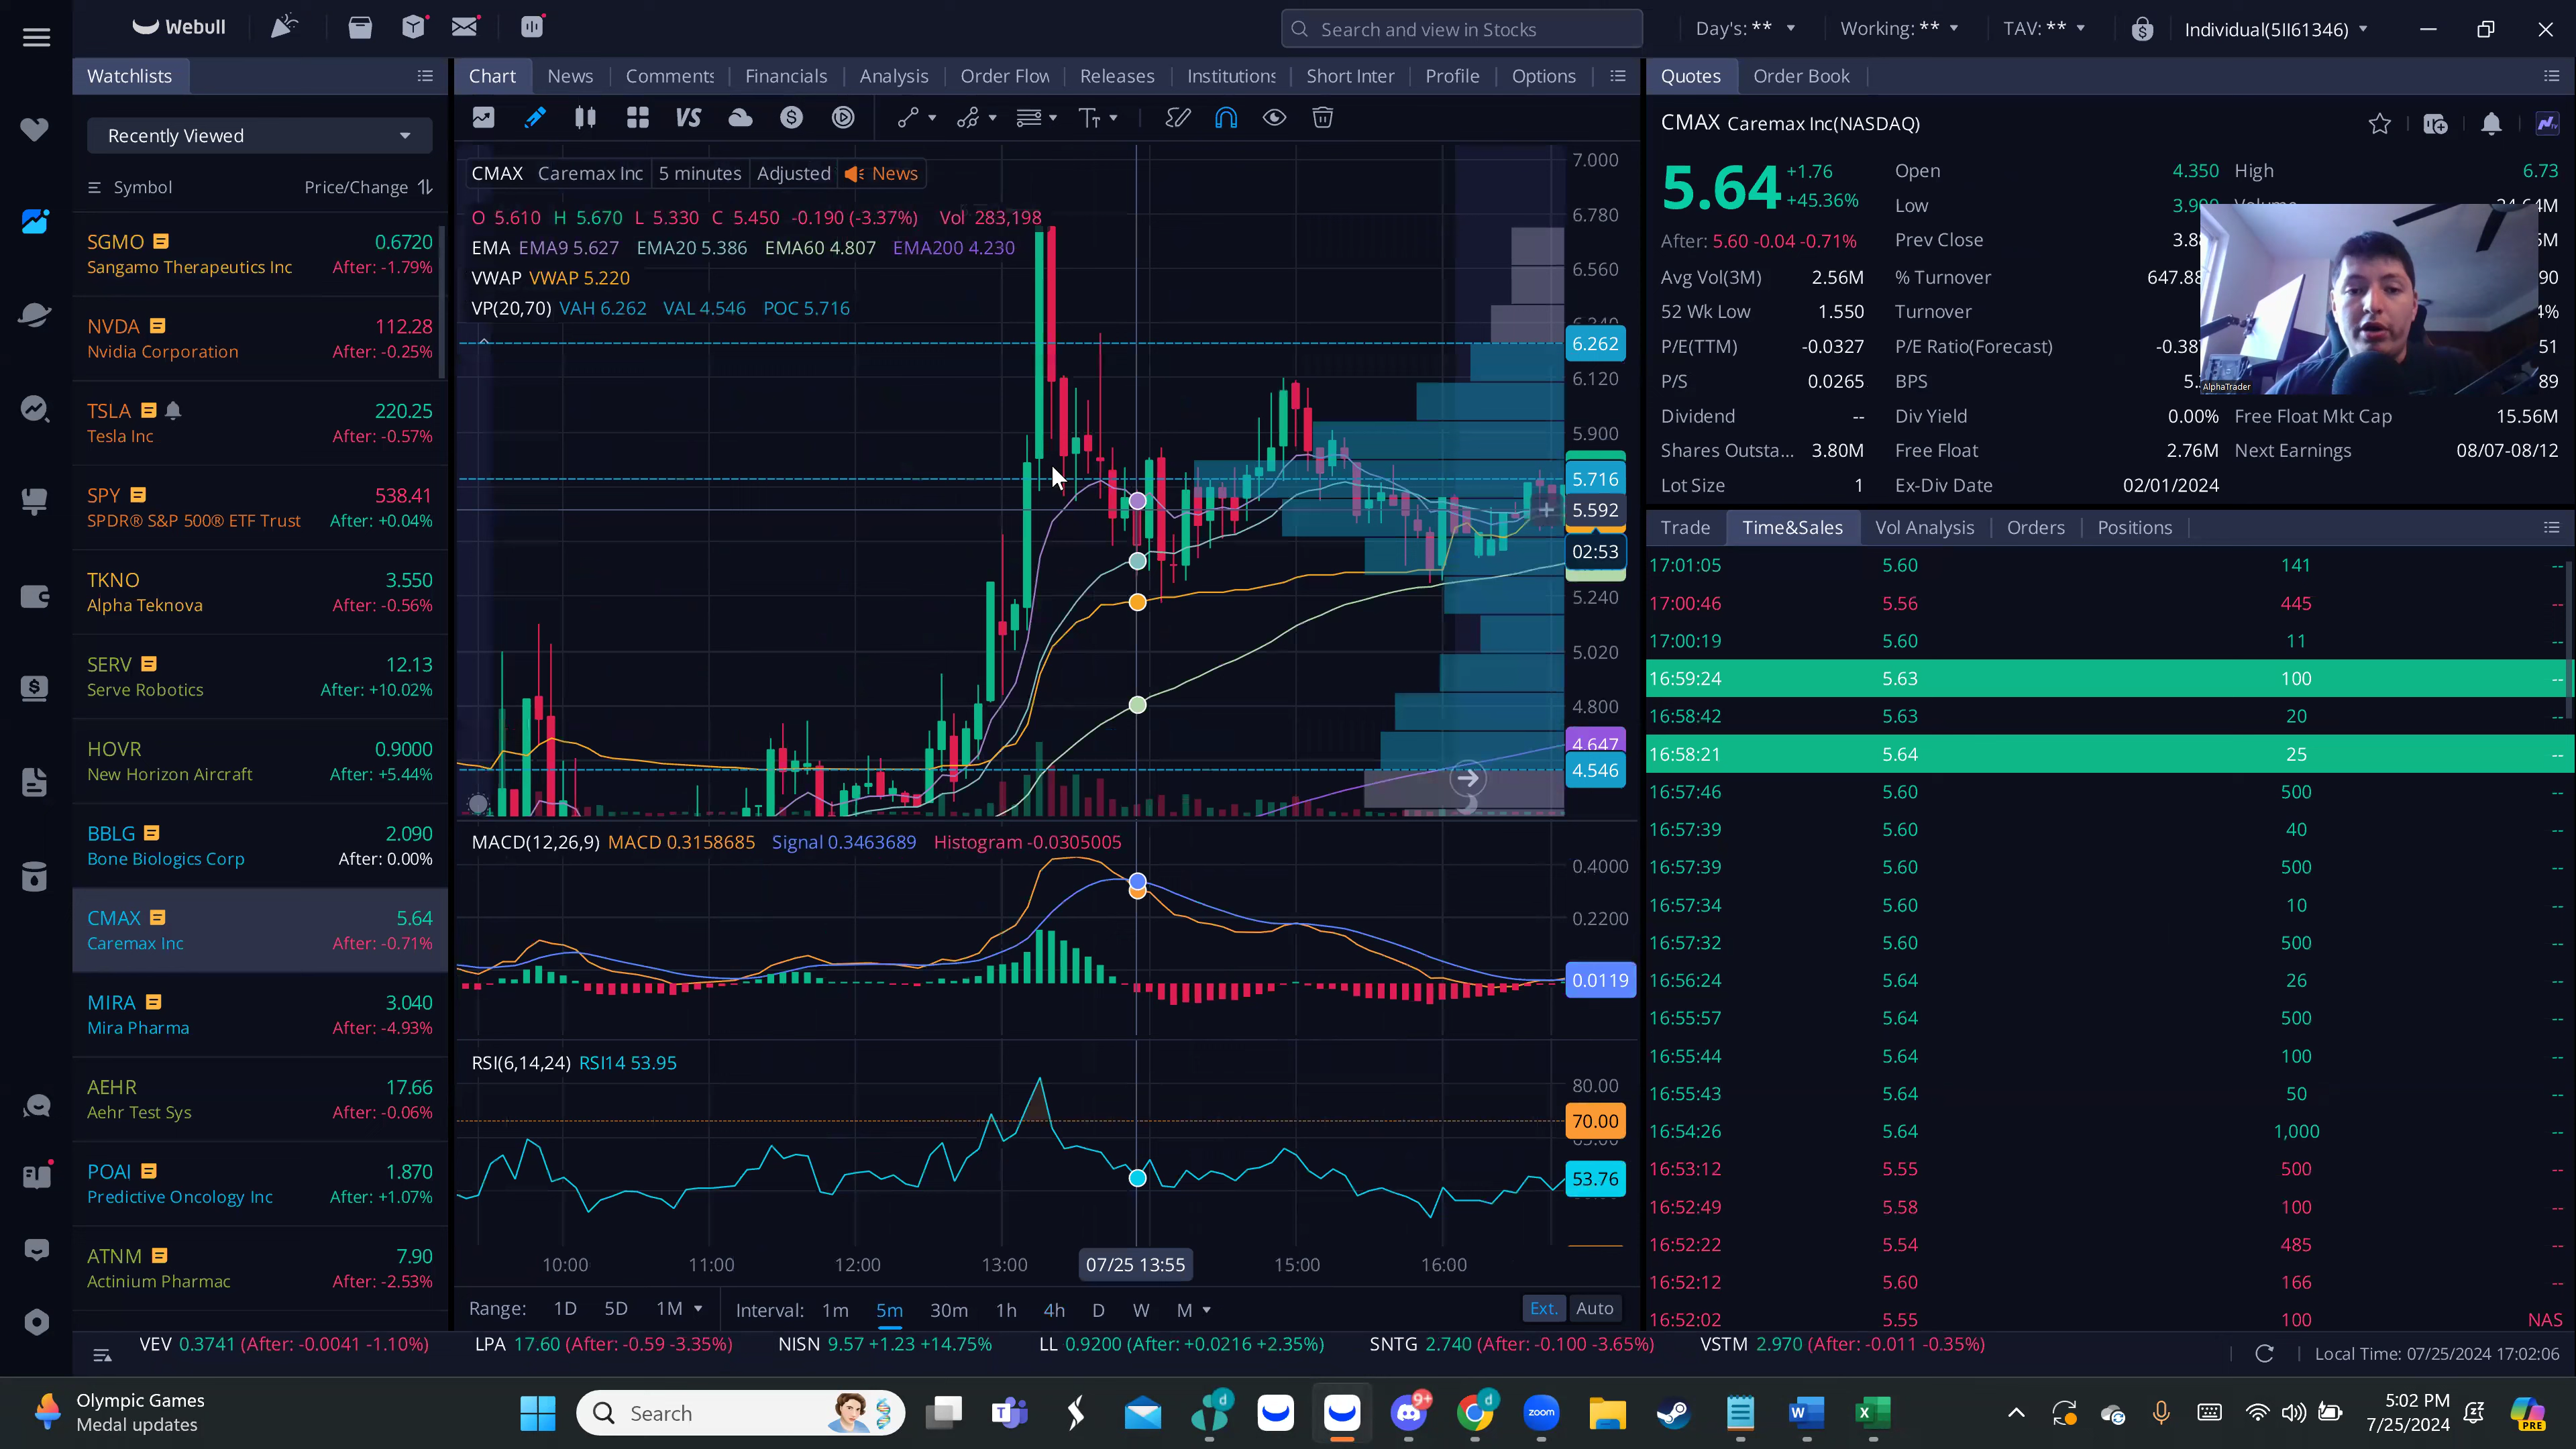 Webull
Search and view in Stocks
Day's: **
Working: **
TAV: **
Individual(5II61346)
Watchlists
Recently Viewed
Symbol
Price/Change
SGMO
0.6720
Sangamo Therapeutics Inc
After: -1.79%
NVDA
112.28
Nvidia Corporation
After: -0.25%
TSLA
220.25
Tesla Inc
After: -0.57%
SPY
538.41
SPDR® S&P 500® ETF Trust
After: +0.04%
TKNO
3.550
Alpha Teknova
After: -0.56%
SERV
12.13
Serve Robotics
After: +10.02%
HOVR
0.9000
New Horizon Aircraft
After: +5.44%
BBLG
2.090
Bone Biologics Corp
After: 0.00%
CMAX
5.64
Caremax Inc
After: -0.71%
MIRA
3.040
Mira Pharma
After: -4.93%
AEHR
17.66
Aehr Test Sys
After: -0.06%
POAI
1.870
Predictive Oncology Inc
After: +1.07%
ATNM
7.90
Actinium Pharmac
After: -2.53%
Chart
News
Comments
Financials
Analysis
Order Flow
Releases
Institutions
Short Inter
Profile
Options
VS
CMAX Caremax Inc 5 minutes Adjusted News
O 5.610 H 5.670 L 5.330 C 5.450 -0.190 (-3.37%) Vol 283,198
EMA EMA9 5.627 EMA20 5.386 EMA60 4.807 EMA200 4.230
VWAP VWAP 5.220
VP(20,70) VAH 6.262 VAL 4.546 POC 5.716
7.000
6.780
6.560
6.262
6.120
5.900
5.716
5.592
02:53
5.240
5.020
4.800
4.647
4.546
MACD(12,26,9) MACD 0.3158685 Signal 0.3463689 Histogram -0.0305005
0.4000
0.2200
0.0119
RSI(6,14,24) RSI14 53.95
80.00
70.00
53.76
10:00
11:00
12:00
13:00
07/25 13:55
15:00
16:00
Range: 1D 5D 1M
Interval: 1m 5m 30m 1h 4h D W M
Ext. Auto
Quotes
Order Book
CMAX Caremax Inc(NASDAQ)
5.64
+1.76
+45.36%
After: 5.60 -0.04 -0.71%
Open 4.350
High 6.73
Low
Prev Close
Avg Vol(3M) 2.56M
% Turnover
52 Wk Low 1.550
Turnover
P/E(TTM) -0.0327
P/E Ratio(Forecast)
51
P/S 0.0265
BPS
89
AlphaTrader
Dividend --
Div Yield 0.00%
Free Float Mkt Cap 15.56M
Shares Outsta... 3.80M
Free Float 2.76M
Next Earnings 08/07-08/12
Lot Size 1
Ex-Div Date 02/01/2024
Trade
Time&Sales
Vol Analysis
Orders
Positions
17:01:05 5.60 141 --
17:00:46 5.56 445 --
17:00:19 5.60 11 --
16:59:24 5.63 100 --
16:58:42 5.63 20 --
16:58:21 5.64 25 --
16:57:46 5.60 500 --
16:57:39 5.60 40 --
16:57:39 5.60 500 --
16:57:34 5.60 10 --
16:57:32 5.60 500 --
16:56:24 5.64 26 --
16:55:57 5.64 500 --
16:55:44 5.64 100 --
16:55:43 5.64 50 --
16:54:26 5.64 1,000 --
16:53:12 5.55 500 --
16:52:49 5.58 100 --
16:52:22 5.54 485 --
16:52:12 5.60 166 --
16:52:02 5.55 100 NAS
VEV 0.3741 (After: -0.0041 -1.10%)
LPA 17.60 (After: -0.59 -3.35%)
NISN 9.57 +1.23 +14.75%
LL 0.9200 (After: +0.0216 +2.35%)
SNTG 2.740 (After: -0.100 -3.65%)
VSTM 2.970 (After: -0.011 -0.35%)
Local Time: 07/25/2024 17:02:06
Olympic Games
Medal updates
Search
9+
zoom
5:02 PM
7/25/2024
PRE